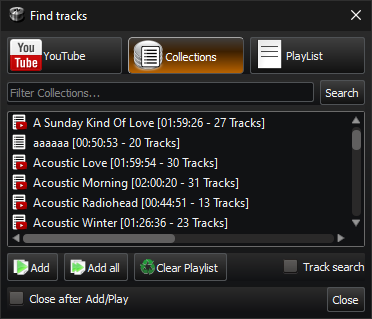 Find tracks
You Tube YouTube Collections PlayList
Filter Collections... Search
A Sunday Kind Of Love [01:59:26 - 27 Tracks]
aaaaaa [00:50:53 - 20 Tracks]
Acoustic Love [01:59:54 - 30 Tracks]
Acoustic Morning [02:00:20 - 31 Tracks]
Acoustic Radiohead [00:44:51 - 13 Tracks]
Acoustic Winter [01:26:36 - 23 Tracks]
Add Add all Clear Playlist Track search
Close after Add/Play Close